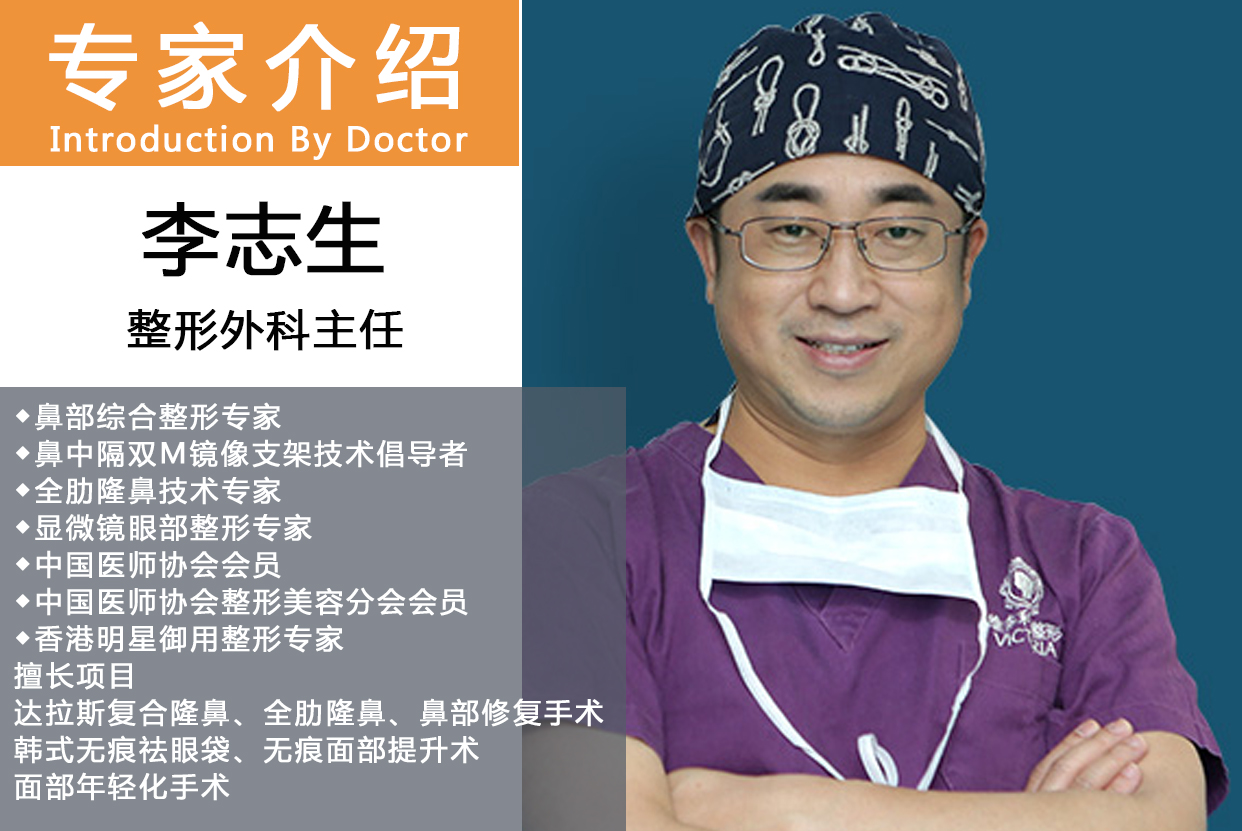 专家介绍
Introduction By Doctor
李志生
整形外科主任
◆鼻部综合整形专家
◆鼻中隔双M镜像支架技术倡导者
◆全肋隆鼻技术专家
◆显微镜眼部整形专家
◆中国医师协会会员
◆中国医师协会整形美容分会会员
◆香港明星御用整形专家
擅长项目
达拉斯复合隆鼻、全肋隆鼻、鼻部修复手术
韩式无痕祛眼袋、无痕面部提升术
面部年轻化手术
整形